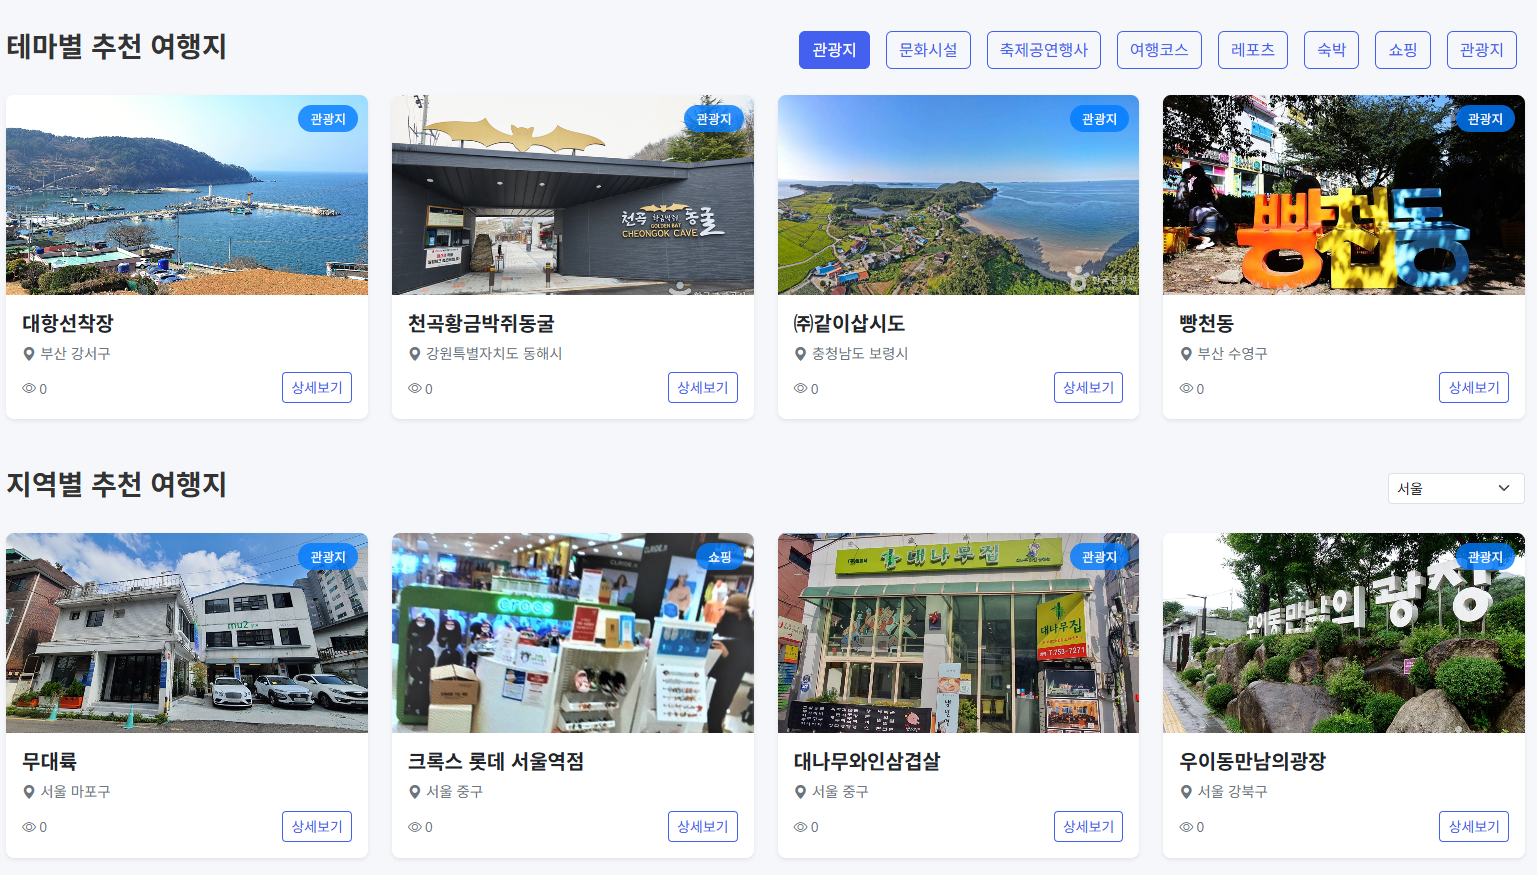 테마별 추천 여행지
관광지 문화시설 축제공연행사 여행코스 레포츠 숙박 쇼핑 관광지
관광지 관광지 관광지 관광지
천곡 황금박쥐 동굴
GOLDEN BAT
CHEONGOK CAVE
빵천동
대항선착장 천곡황금박쥐동굴 ㈜같이삽시도 빵천동
부산 강서구 강원특별자치도 동해시 충청남도 보령시 부산 수영구
0 상세보기 0 상세보기 0 상세보기 0 상세보기
지역별 추천 여행지
서울
관광지 쇼핑 관광지 관광지
mu2
crocs
대나무집
대나무집
T.753-7271
우이동만남의광장
무대륙 크록스 롯데 서울역점 대나무와인삼겹살 우이동만남의광장
서울 마포구 서울 중구 서울 중구 서울 강북구
0 상세보기 0 상세보기 0 상세보기 0 상세보기